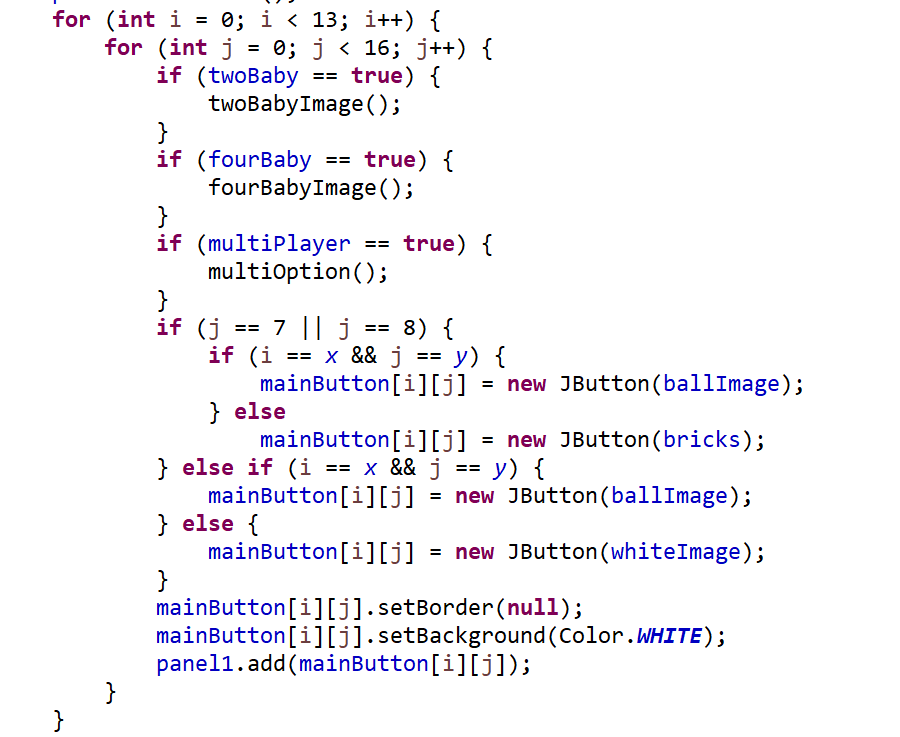 for (int i = 0; i < 13; i++) {
for (int j = 0; j < 16; j++) {
if (twoBaby == true) {
twoBabyImage();
}
if (fourBaby == true) {
fourBabyImage();
}
if (multiPlayer == true) {
multiOption();
}
if (j == 7 || j == 8) {
if (i == x && j == y) {
mainButton[i][j] = new JButton(ballImage);
} else
mainButton[i][j] = new JButton(bricks);
} else if (i == x && j == y) {
mainButton[i][j] = new JButton(ballImage);
} else {
mainButton[i][j] = new JButton(whiteImage);
}
mainButton[i][j].setBorder(null);
mainButton[i][j].setBackground(Color.WHITE);
panel1.add(mainButton[i][j]);
}
}